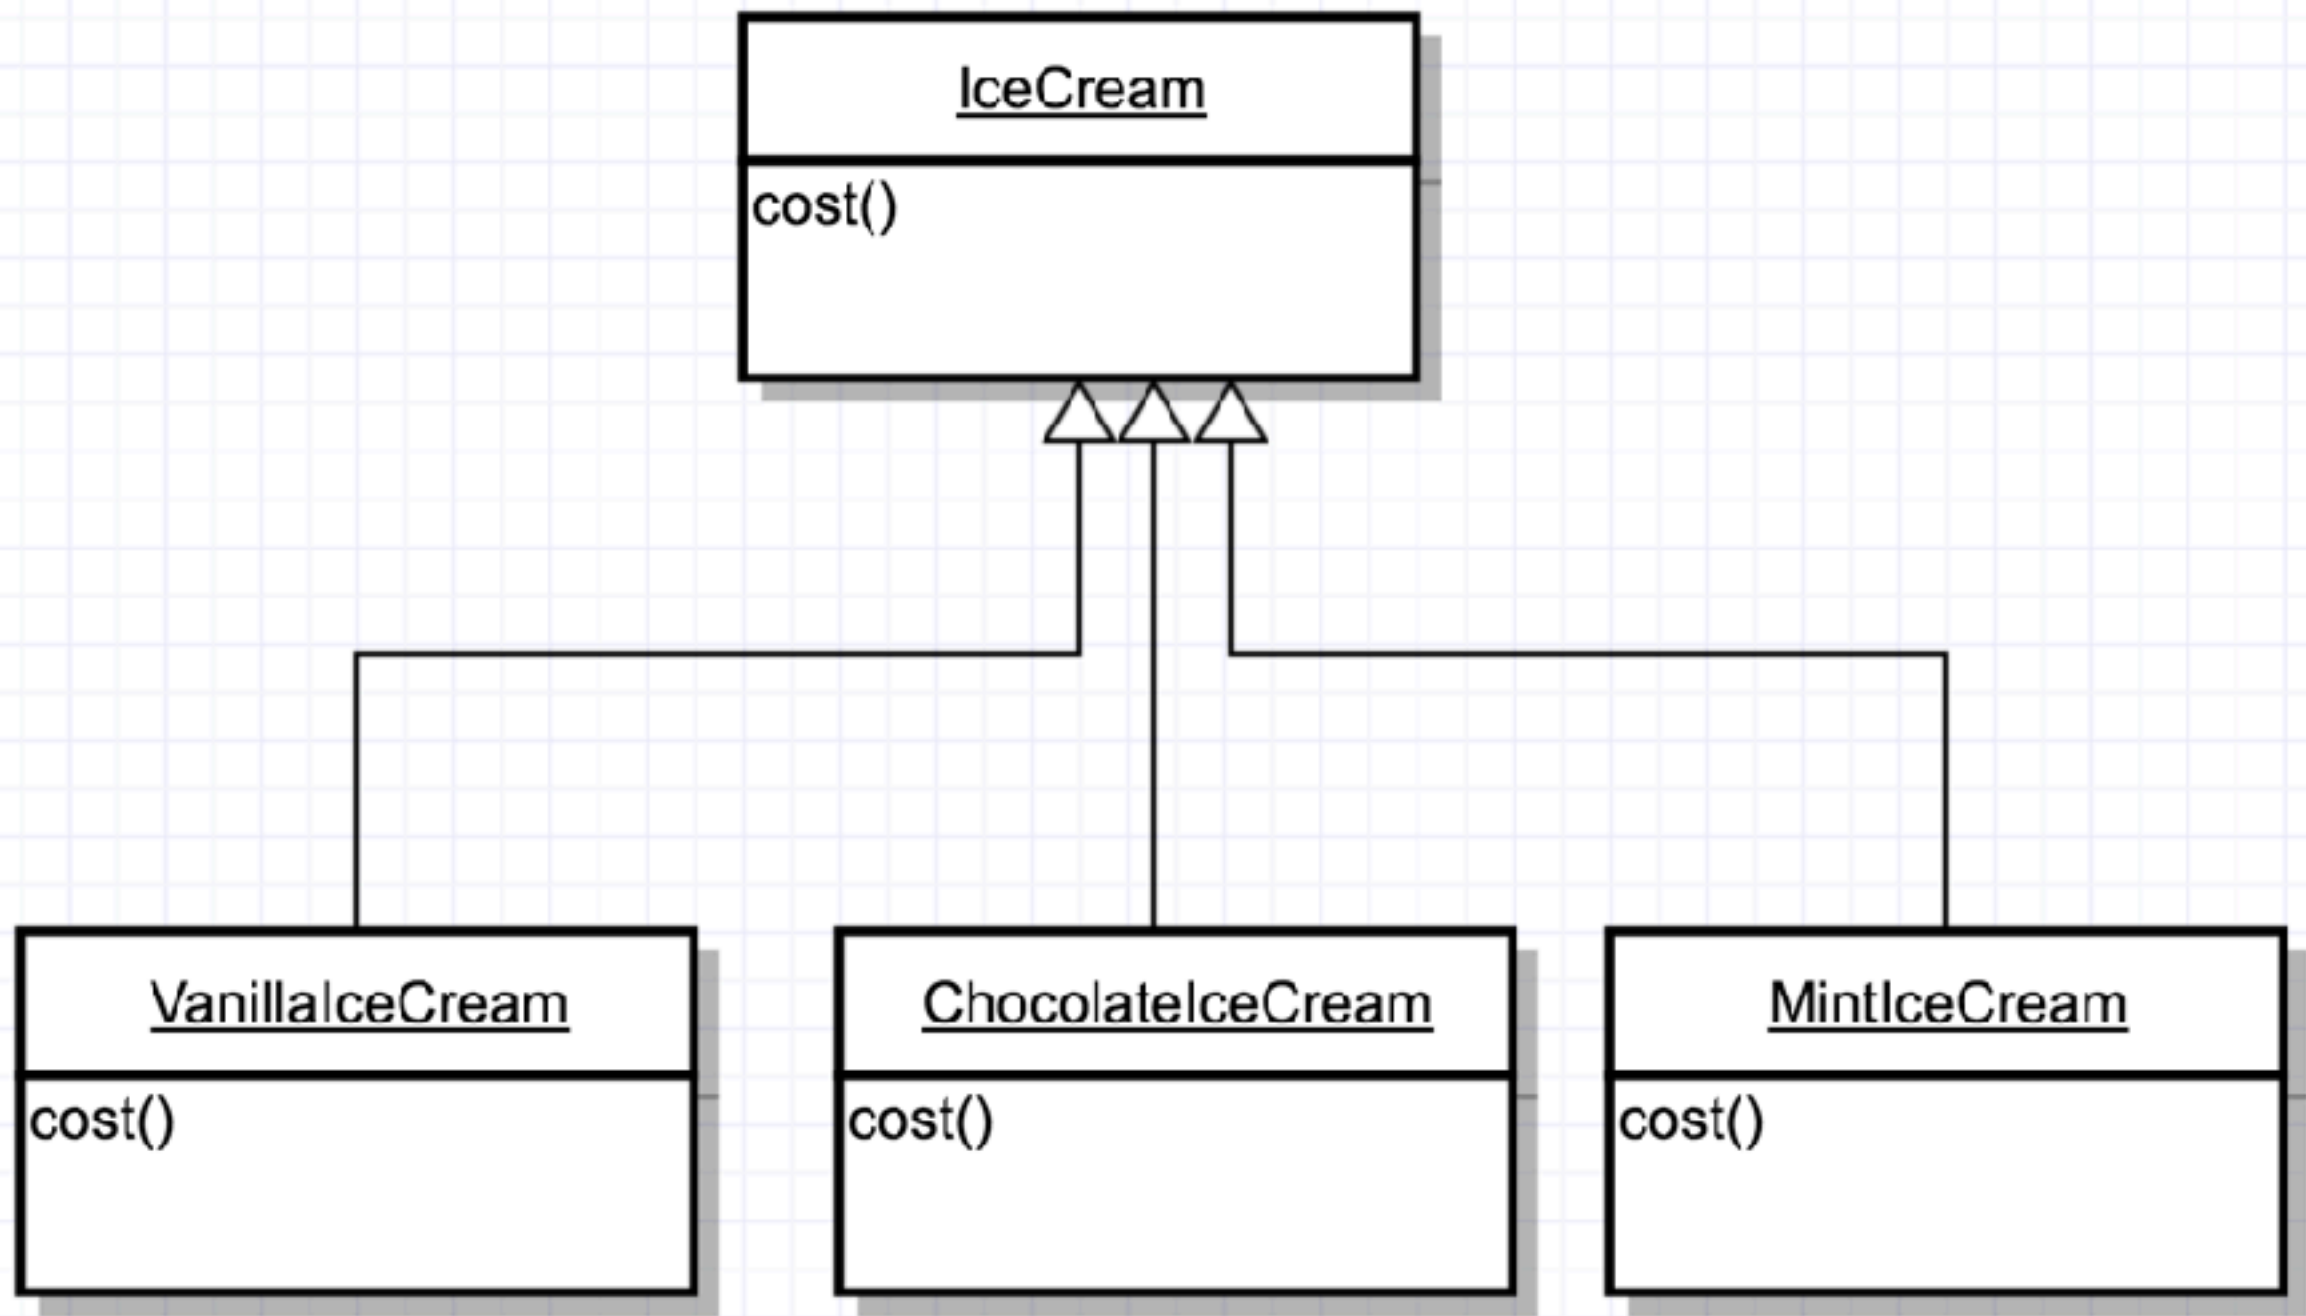 IceCream
cost()
VanillaIceCream
cost()
ChocolateIceCream
cost()
MintIceCream
cost()